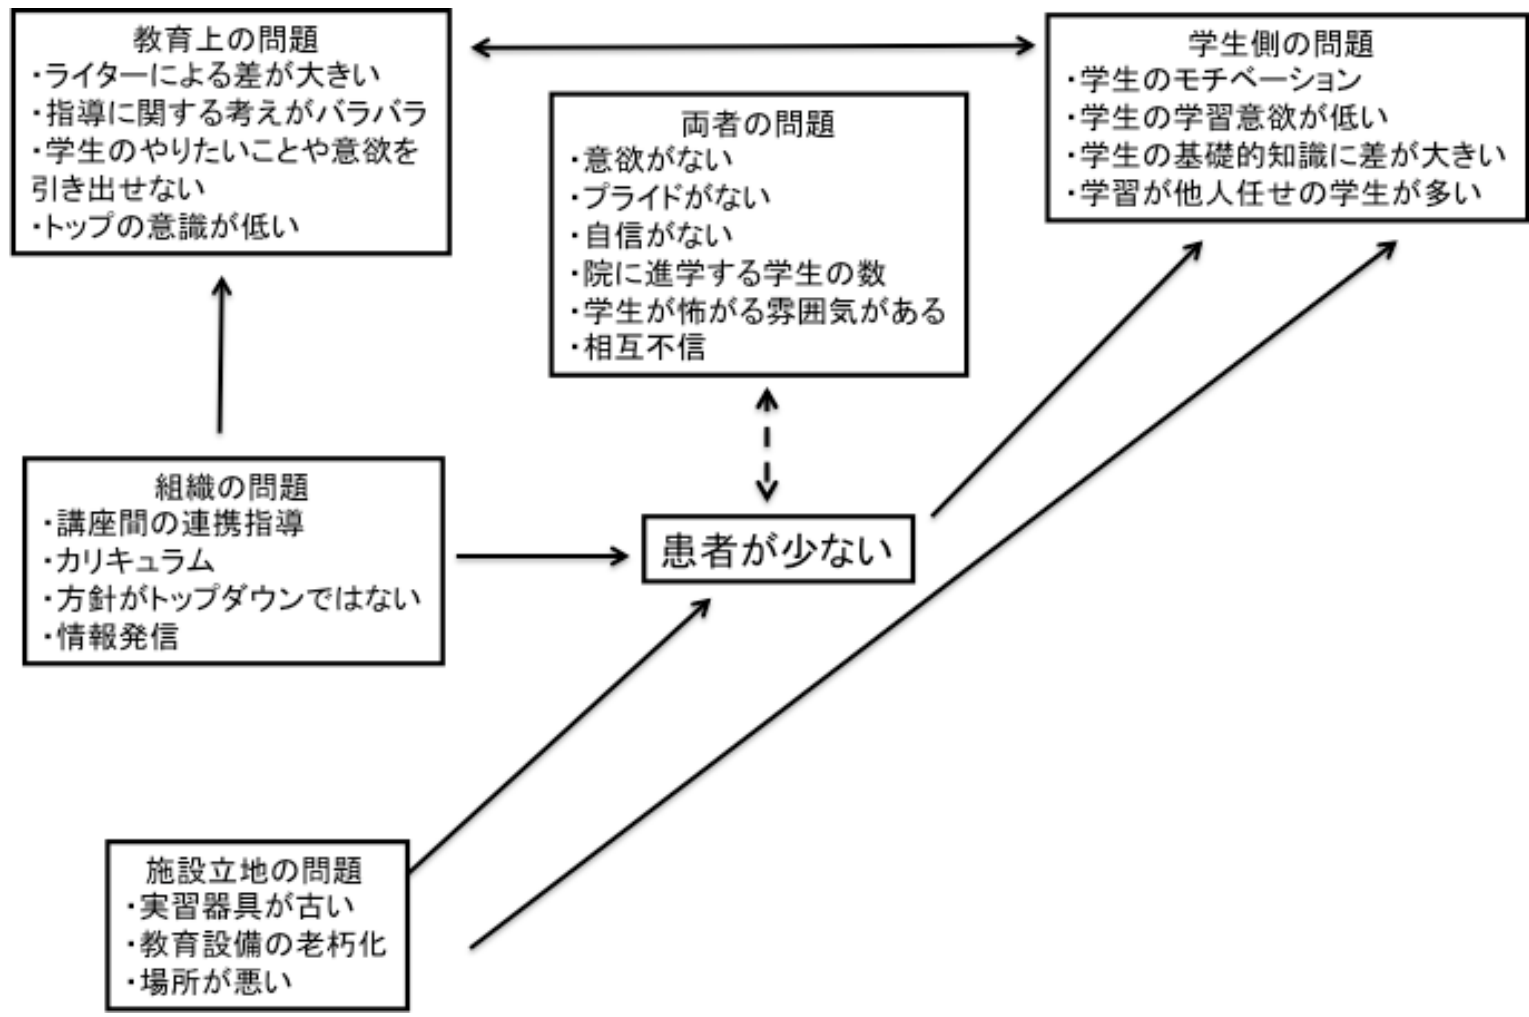 教育上の問題
・ライターによる差が大きい
・指導に関する考えがバラバラ
・学生のやりたいことや意欲を
引き出せない
・トップの意識が低い
両者の問題
・意欲がない
・プライドがない
・自信がない
・院に進学する学生の数
・学生が怖がる雰囲気がある
・相互不信
学生側の問題
・学生のモチベーション
・学生の学習意欲が低い
・学生の基礎的知識に差が大きい
・学習が他人任せの学生が多い
組織の問題
・講座間の連携指導
・カリキュラム
・方針がトップダウンではない
・情報発信
患者が少ない
施設立地の問題
・実習器具が古い
・教育設備の老朽化
・場所が悪い